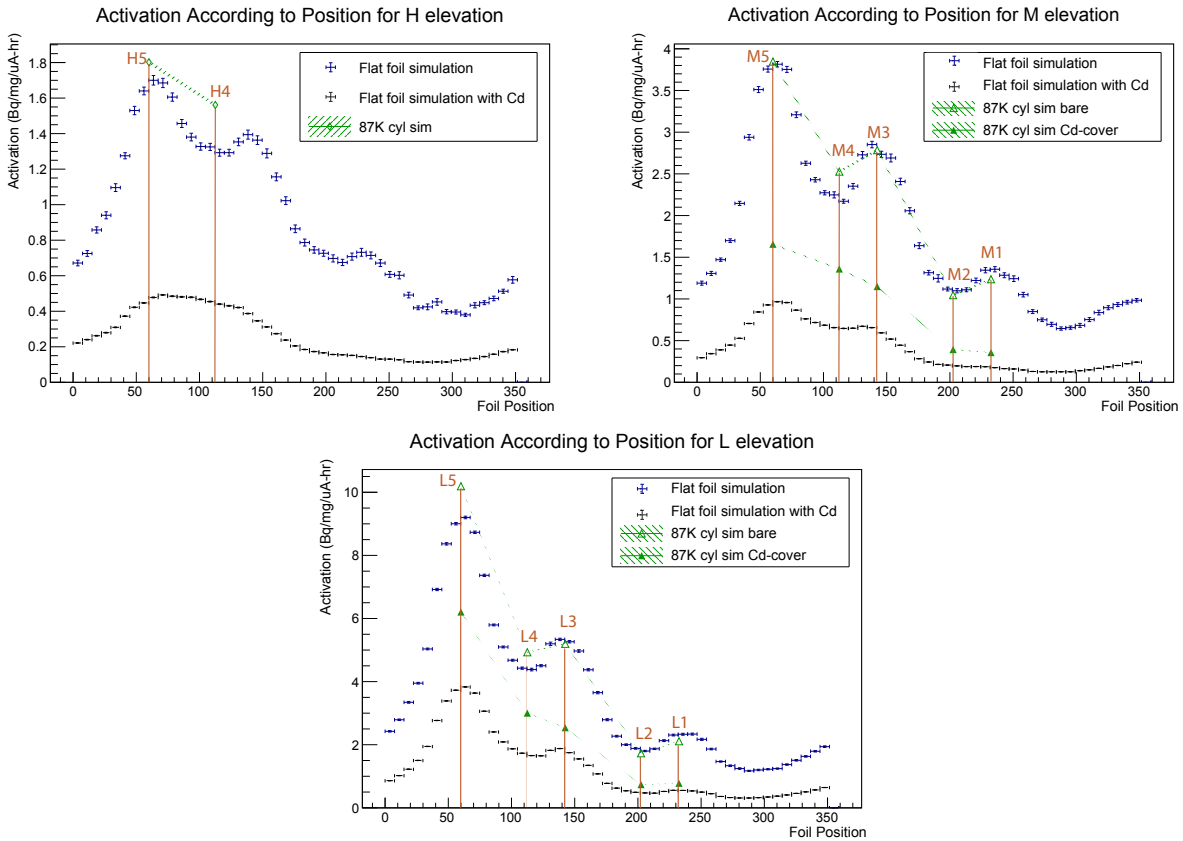 Activation According to Position for H elevation
Activation (Bq/mg/uA-hr)
1.8
1.6
1.4
1.2
1
0.8
0.6
0.4
0.2
0
H5
H4
Flat foil simulation
Flat foil simulation with Cd
87K cyl sim
0 50 100 150 200 250 300 350
Foil Position
Activation According to Position for M elevation
Activation (Bq/mg/uA-hr)
4
3.5
3
2.5
2
1.5
1
0.5
0
M5
M4
M3
M2
M1
Flat foil simulation
Flat foil simulation with Cd
87K cyl sim bare
87K cyl sim Cd-cover
0 50 100 150 200 250 300 350
Foil Position
Activation According to Position for L elevation
Activation (Bq/mg/uA-hr)
10
8
6
4
2
0
L5
L4
L3
L2
L1
Flat foil simulation
Flat foil simulation with Cd
87K cyl sim bare
87K cyl sim Cd-cover
0 50 100 150 200 250 300 350
Foil Position